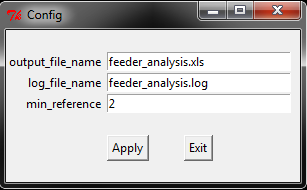 Config
output_file_name feeder_analysis.xls
log_file_name feeder_analysis.log
min_reference 2
Apply Exit